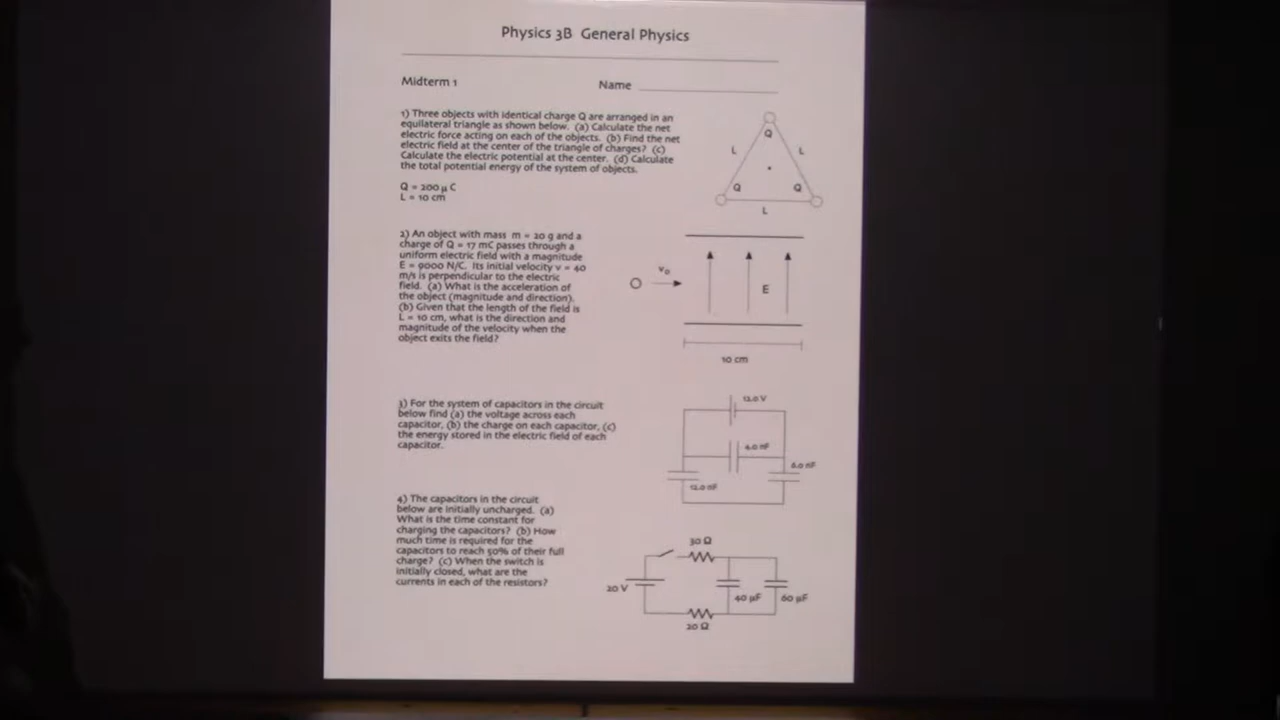 Physics 3B General Physics
Midterm 1
Name
1) Three objects with identical charge Q are arranged in an
equilateral triangle as shown below. (a) Calculate the net
electric force acting on each of the objects. (b) Find the net
electric field at the center of the triangle of charges? (c)
Calculate the electric potential at the center. (d) Calculate
the total potential energy of the system of objects.
Q = 200 μ C
L = 10 cm
Q
L
L
Q
Q
L
2) An object with mass m = 20 g and a
charge of Q = 17 mC passes through a
uniform electric field with a magnitude
E = 9000 N/C. Its initial velocity v = 40
m/s is perpendicular to the electric
field. (a) What is the acceleration of
the object (magnitude and direction).
(b) Given that the length of the field is
L = 10 cm, what is the direction and
magnitude of the velocity when the
object exits the field?
v₀
E
10 cm
3) For the system of capacitors in the circuit
below find (a) the voltage across each
capacitor, (b) the charge on each capacitor, (c)
the energy stored in the electric field of each
capacitor.
12.0 V
4.0 nF
6.0 nF
12.0 nF
4) The capacitors in the circuit
below are initially uncharged. (a)
What is the time constant for
charging the capacitors? (b) How
much time is required for the
capacitors to reach 50% of their full
charge? (c) When the switch is
initially closed, what are the
currents in each of the resistors?
30 Ω
20 V
40 μF
60 μF
20 Ω